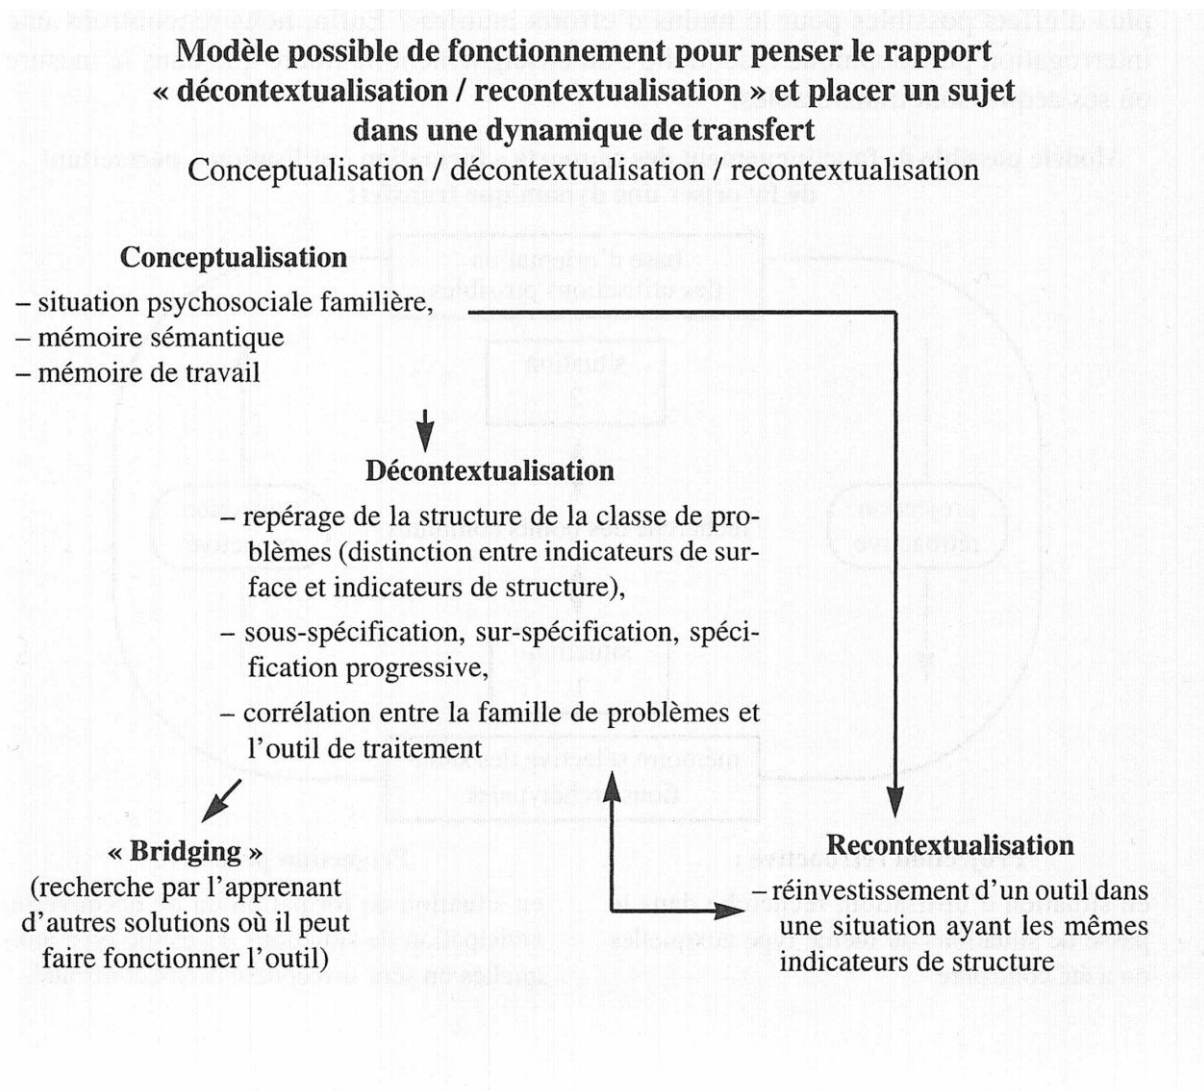 Modèle possible de fonctionnement pour penser le rapport
« décontextualisation / recontextualisation » et placer un sujet
dans une dynamique de transfert
Conceptualisation / décontextualisation / recontextualisation
Conceptualisation
– situation psychosociale familière,
– mémoire sémantique
– mémoire de travail
Décontextualisation
– repérage de la structure de la classe de pro-
blèmes (distinction entre indicateurs de sur-
face et indicateurs de structure),
– sous-spécification, sur-spécification, spéci-
fication progressive,
– corrélation entre la famille de problèmes et
l’outil de traitement
« Bridging »
(recherche par l’apprenant
d’autres solutions où il peut
faire fonctionner l’outil)
Recontextualisation
– réinvestissement d’un outil dans
une situation ayant les mêmes
indicateurs de structure